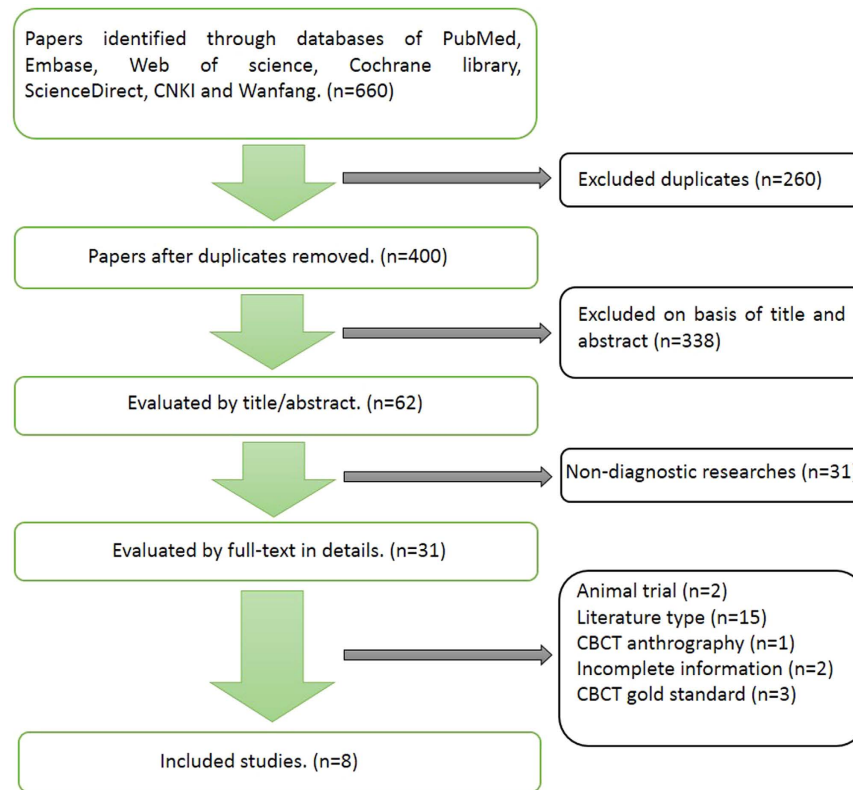 Papers identified through databases of PubMed,
Embase, Web of science, Cochrane library,
ScienceDirect, CNKI and Wanfang. (n=660)
Excluded duplicates (n=260)
Papers after duplicates removed. (n=400)
Excluded on basis of title and
abstract (n=338)
Evaluated by title/abstract. (n=62)
Non-diagnostic researches (n=31
Evaluated by full-text in details. (n=31)
Animal trial (n=2)
Literature type (n=15)
CBCT anthrography (n=1)
Incomplete information (n=2)
CBCT gold standard (n=3)
Included studies. (n=8)